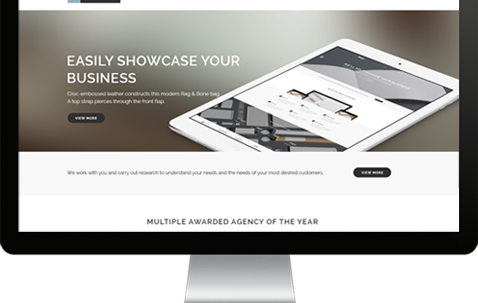 EASILY SHOWCASE YOUR
BUSINESS
Croc-embossed leather constructs this modern Rag & Bone bag.
A top strap pierces through the front flap.
VIEW MORE
We work with you and carry out research to understand your needs and the needs of your most desired customers.
VIEW MORE
MULTIPLE AWARDED AGENCY OF THE YEAR